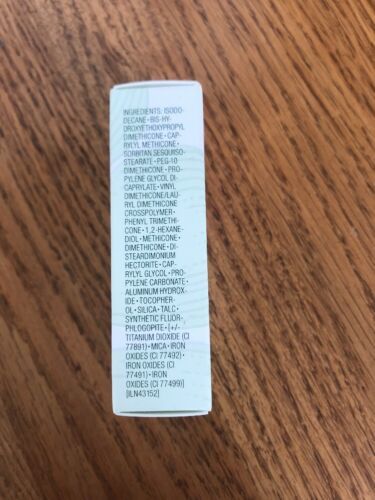 INGREDIENTS: ISODO-
DECANE • BIS-HY-
DROXYETHOXYPROPYL
DIMETHICONE • CAP-
RYLYL METHICONE •
SORBITAN SESQUISO-
STEARATE • PEG-10
DIMETHICONE • PRO-
PYLENE GLYCOL DI-
CAPRYLATE • VINYL
DIMETHICONE/LAU-
RYL DIMETHICONE
CROSSPOLYMER •
PHENYL TRIMETHI-
CONE • 1,2-HEXANE-
DIOL • METHICONE •
DIMETHICONE • DI-
STEARDIMONIUM
HECTORITE • CAP-
RYLYL GLYCOL • PRO-
PYLENE CARBONATE •
ALUMINUM HYDROX-
IDE • TOCOPHER-
OL • SILICA • TALC •
SYNTHETIC FLUOR-
PHLOGOPITE • [+/-
TITANIUM DIOXIDE (CI
77891) • MICA • IRON
OXIDES (CI 77492) •
IRON OXIDES (CI
77491) • IRON
OXIDES (CI 77499)]
[ILN43152]